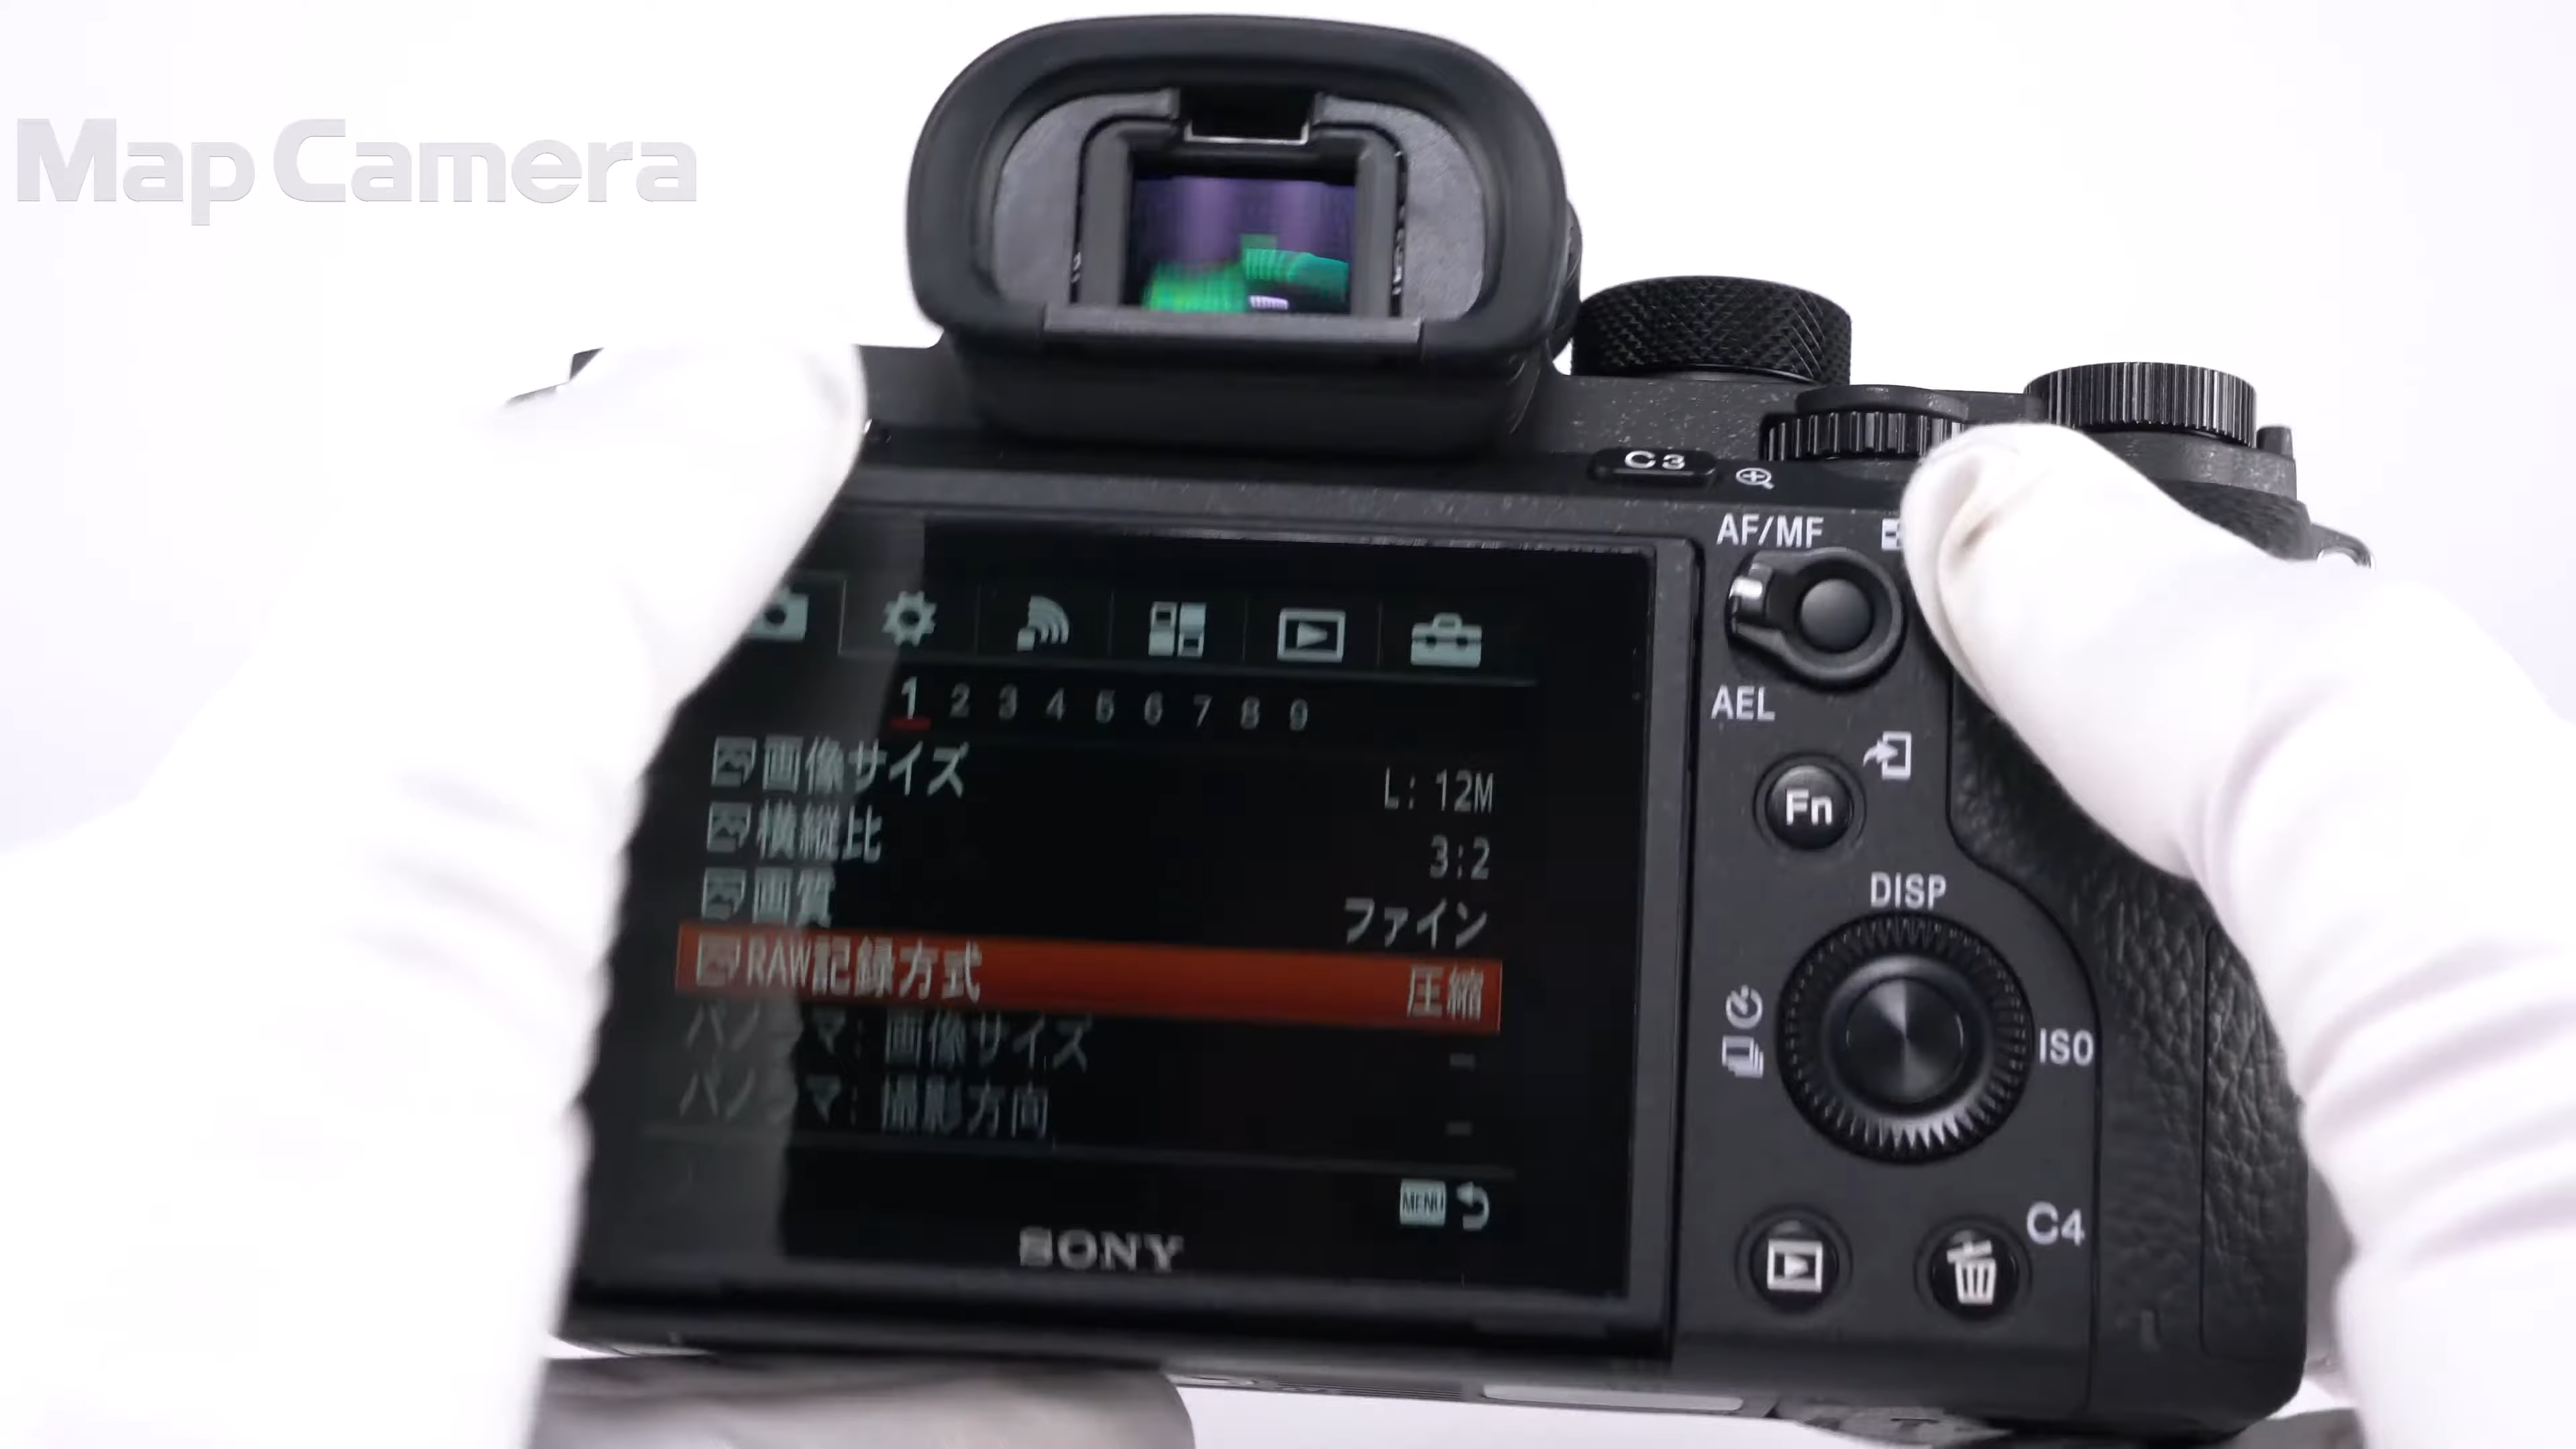 Map Camera
C3
AF/MF
AEL
1 2 3 4 5 6 7 8 9
画像サイズ L: 12M
横縦比 3:2
画質 ファイン
RAW記録方式 圧縮
パノラマ: 画像サイズ -
パノラマ: 撮影方向 -
MENU
SONY
Fn
DISP
ISO
C4